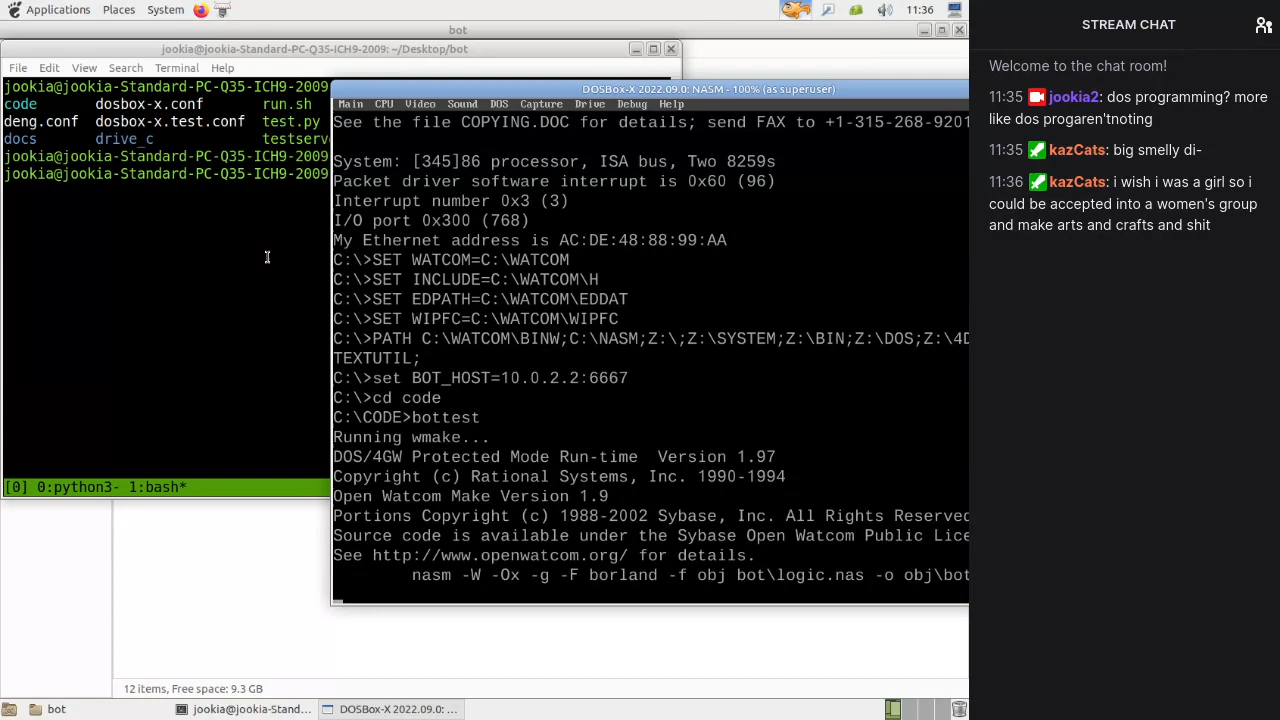 Applications Places System 11:36
bot
jookia@jookia-Standard-PC-Q35-ICH9-2009: ~/Desktop/bot
File Edit View Search Terminal Help
jookia@jookia-Standard-PC-Q35-ICH9-2009
code dosbox-x.conf run.sh
deng.conf dosbox-x.test.conf test.py
docs drive_c testserv
jookia@jookia-Standard-PC-Q35-ICH9-2009
jookia@jookia-Standard-PC-Q35-ICH9-2009
[0] 0:python3- 1:bash*
DOSBox-X 2022.09.0: NASM - 100% (as superuser)
Main CPU Video Sound DOS Capture Drive Debug Help
See the file COPYING.DOC for details; send FAX to +1-315-268-9201
System: [345]86 processor, ISA bus, Two 8259s
Packet driver software interrupt is 0x60 (96)
Interrupt number 0x3 (3)
I/O port 0x300 (768)
My Ethernet address is AC:DE:48:88:99:AA
C:\>SET WATCOM=C:\WATCOM
C:\>SET INCLUDE=C:\WATCOM\H
C:\>SET EDPATH=C:\WATCOM\EDDAT
C:\>SET WIPFC=C:\WATCOM\WIPFC
C:\>PATH C:\WATCOM\BINW;C:\NASM;Z:\;Z:\SYSTEM;Z:\BIN;Z:\DOS;Z:\4D
TEXTUTIL;
C:\>set BOT_HOST=10.0.2.2:6667
C:\>cd code
C:\CODE>bottest
Running wmake...
DOS/4GW Protected Mode Run-time  Version 1.97
Copyright (c) Rational Systems, Inc. 1990-1994
Open Watcom Make Version 1.9
Portions Copyright (c) 1988-2002 Sybase, Inc. All Rights Reserved
Source code is available under the Sybase Open Watcom Public Lice
See http://www.openwatcom.org/ for details.
nasm -W -Ox -g -F borland -f obj bot\logic.nas -o obj\bot
12 items, Free space: 9.3 GB
bot jookia@jookia-Stand... DOSBox-X 2022.09.0: ...
STREAM CHAT
Welcome to the chat room!
11:35 jookia2: dos programming? more
like dos progaren'tnoting
11:35 kazCats: big smelly di-
11:36 kazCats: i wish i was a girl so i
could be accepted into a women's group
and make arts and crafts and shit